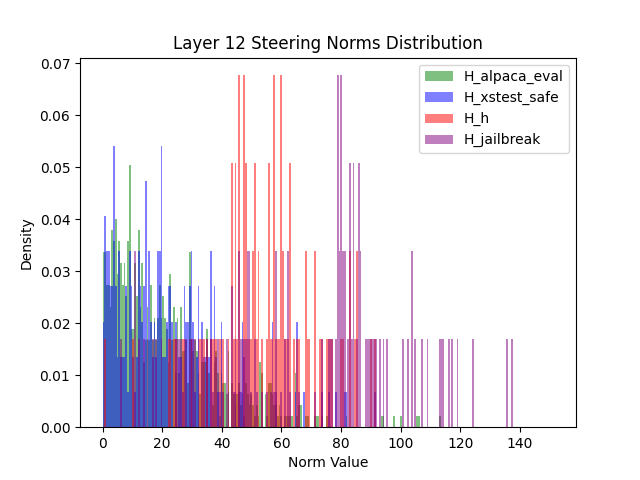 Layer 12 Steering Norms Distribution
0.07
0.06
0.05
0.04
0.03
0.02
0.01
0.00
Density
H_alpaca_eval
H_xstest_safe
H_h
H_jailbreak
0 20 40 60 80 100 120 140
Norm Value